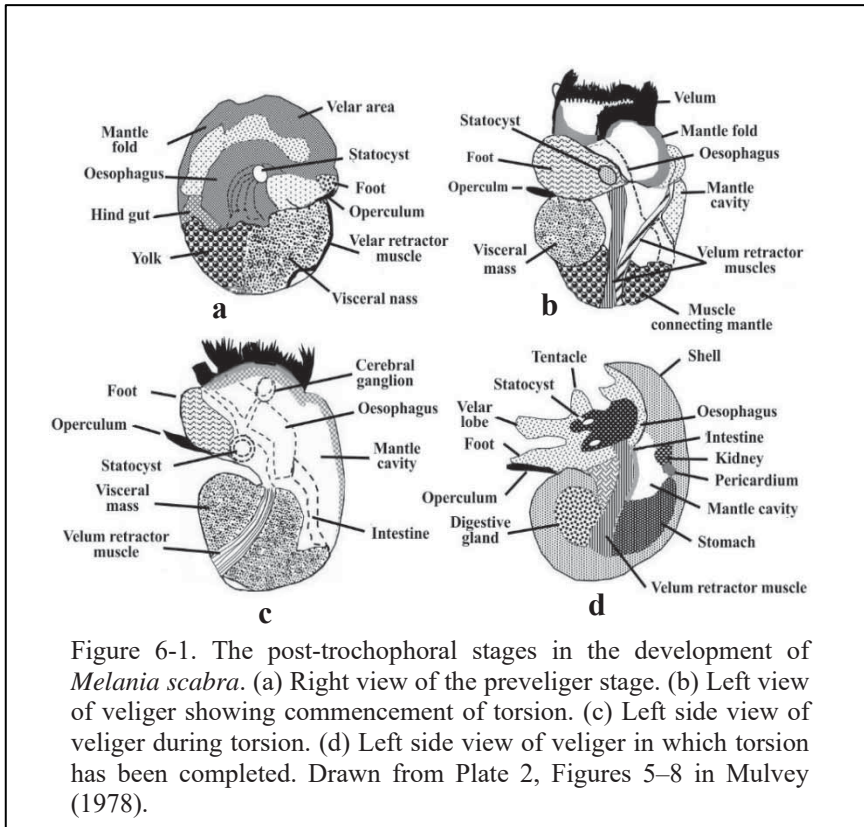 Velar area
Mantle
fold
Statocyst
Oesophagus
Foot
Operculum
Hind gut
Velar retractor
muscle
Yolk
Visceral nass
a
Velum
Statocyst
Mantle fold
Foot
Oesophagus
Operculm
Mantle
cavity
Visceral
mass
Velum retractor
muscles
Muscle
connecting mantle
b
Cerebral
ganglion
Foot
Oesophagus
Operculum
Mantle
cavity
Statocyst
Visceral
mass
Velum retractor
muscle
Intestine
c
Tentacle
Shell
Statocyst
Velar
lobe
Oesophagus
Intestine
Foot
Kidney
Pericardium
Operculum
Mantle cavity
Digestive
gland
Stomach
Velum retractor muscle
d
Figure 6-1. The post-trochophoral stages in the development of
Melania scabra. (a) Right view of the preveliger stage. (b) Left view
of veliger showing commencement of torsion. (c) Left side view of
veliger during torsion. (d) Left side view of veliger in which torsion
has been completed. Drawn from Plate 2, Figures 5–8 in Mulvey
(1978).